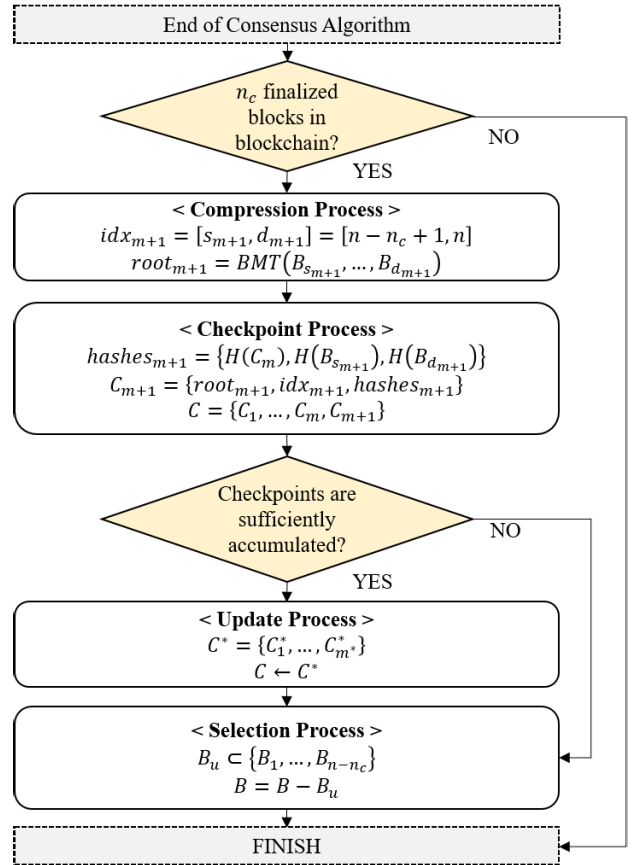 End of Consensus Algorithm
n_c finalized
blocks in
blockchain?
NO
YES
< Compression Process >
idx_{m+1} = [s_{m+1}, d_{m+1}] = [n − n_c + 1, n]
root_{m+1} = BMT(B_{s_{m+1}}, …, B_{d_{m+1}})
< Checkpoint Process >
hashes_{m+1} = {H(C_m), H(B_{s_{m+1}}), H(B_{d_{m+1}})}
C_{m+1} = {root_{m+1}, idx_{m+1}, hashes_{m+1}}
C = {C_1, …, C_m, C_{m+1}}
Checkpoints are
sufficiently
accumulated?
NO
YES
< Update Process >
C^* = {C_1^*, …, C_{m^*}^*}
C ← C^*
< Selection Process >
B_u ⊂ {B_1, …, B_{n−n_c}}
B = B − B_u
FINISH